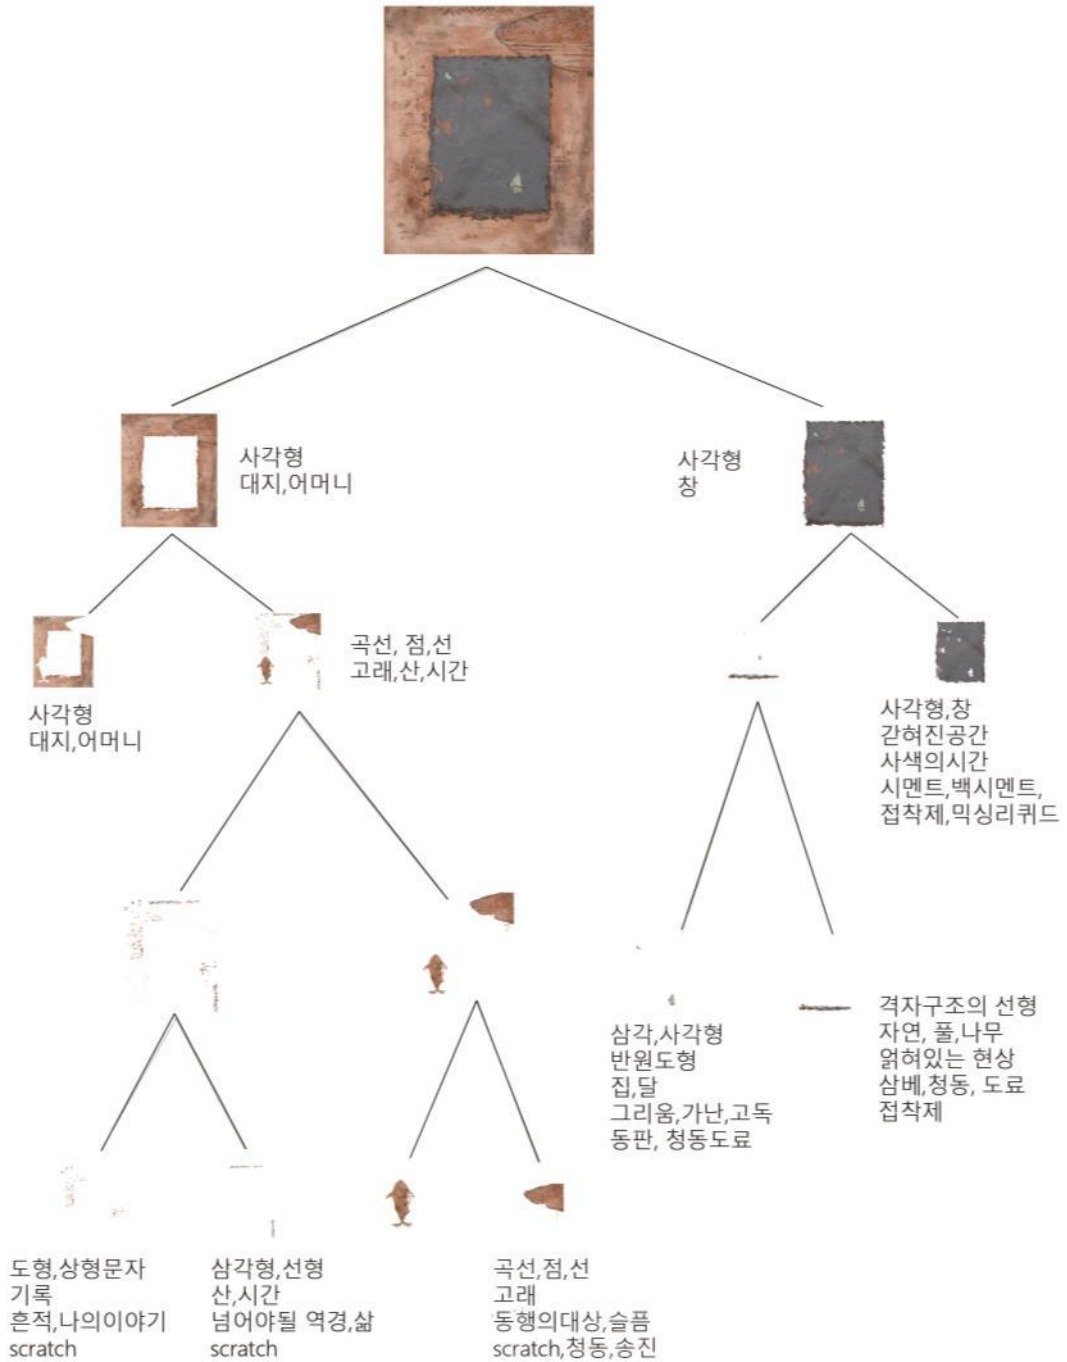 사각형
대지,어머니
사각형
창
곡선, 점,선
고래,산,시간
사각형
대지,어머니
사각형,창
갇혀진공간
사색의시간
시멘트,백시멘트,
접착제,믹싱리퀴드
삼각,사각형
반원도형
집,달
그리움,가난,고독
동판, 청동도료
격자구조의 선형
자연, 풀,나무
얽혀있는 현상
삼베,청동, 도료
접착제
도형,상형문자
기록
흔적,나의이야기
scratch
삼각형,선형
산,시간
넘어야될 역경,삶
scratch
곡선,점,선
고래
동행의대상,슬픔
scratch,청동,송진